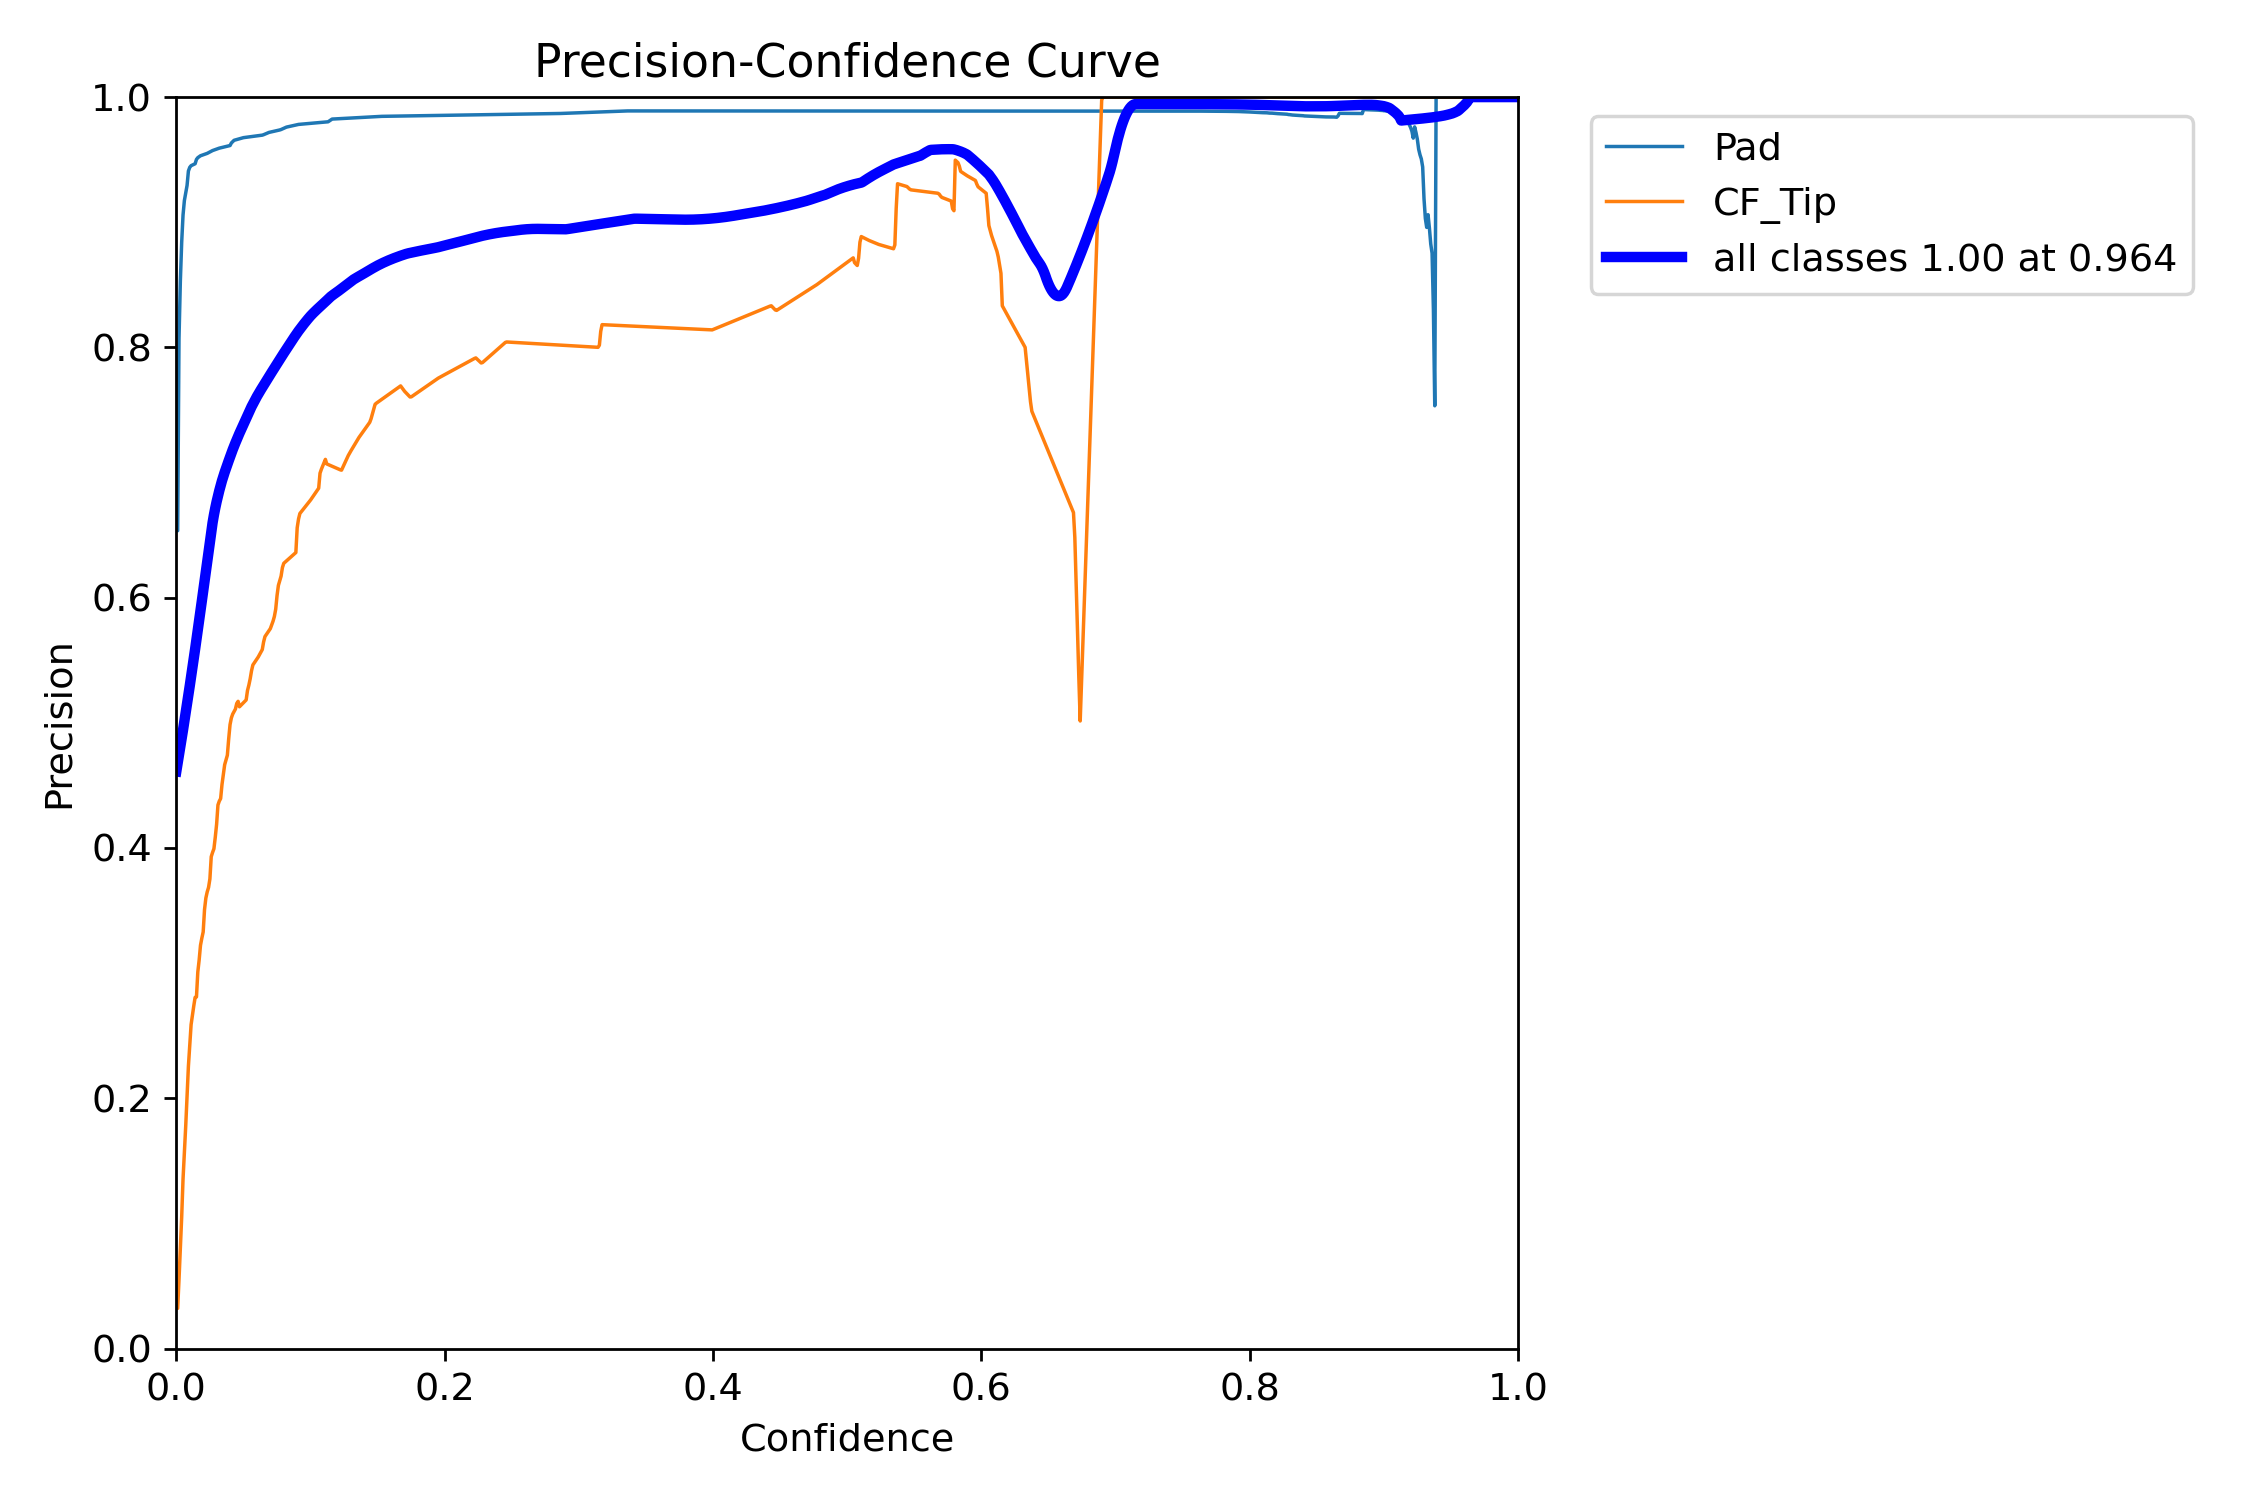 Precision-Confidence Curve
1.0
0.8
0.6
0.4
0.2
0.0
Precision
0.0 0.2 0.4 0.6 0.8 1.0
Confidence
Pad
CF_Tip
all classes 1.00 at 0.964